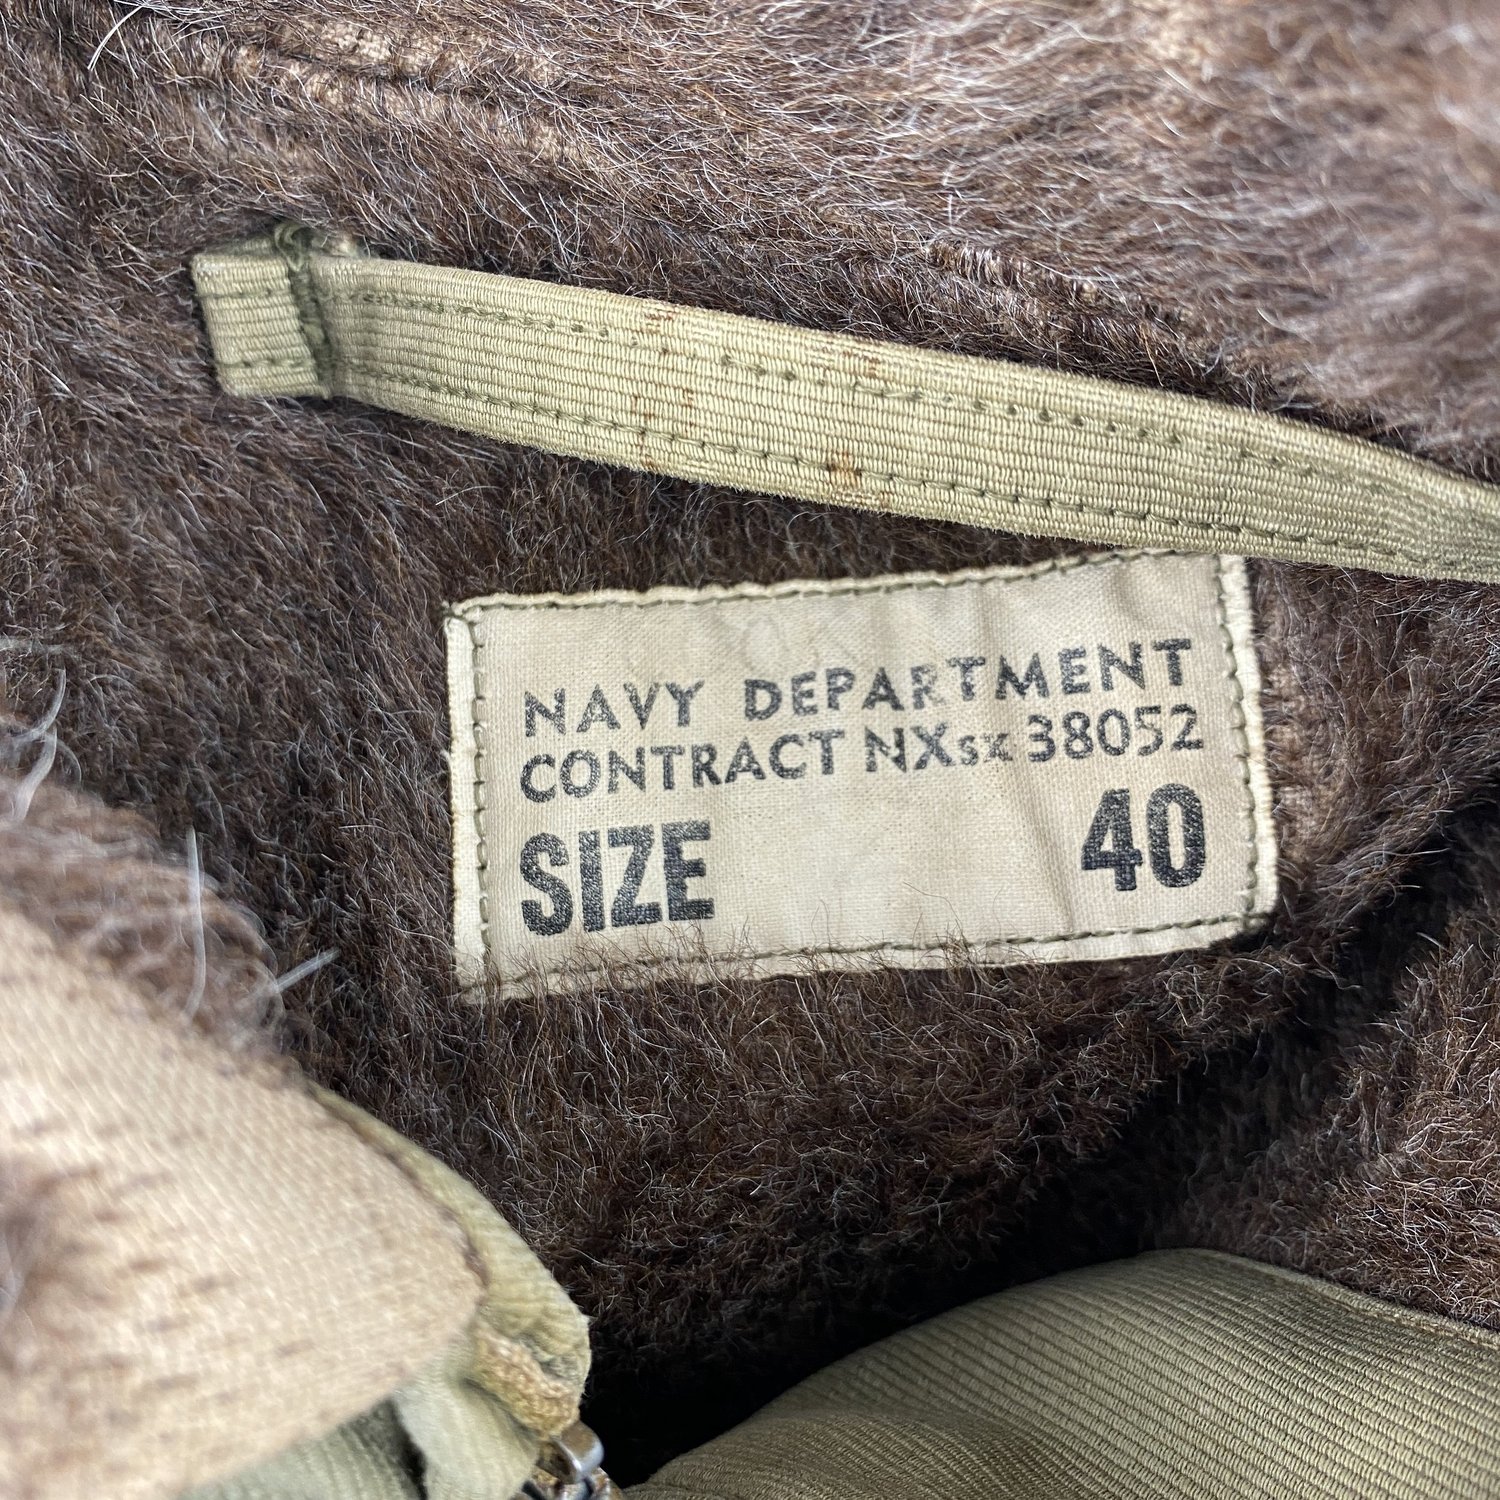 NAVY DEPARTMENT
CONTRACT NXsx 38052
SIZE 40